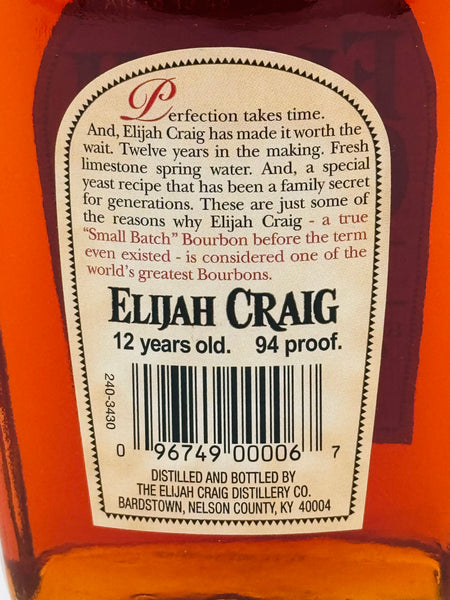 Perfection takes time.
And, Elijah Craig has made it worth the
wait. Twelve years in the making. Fresh
limestone spring water. And, a special
yeast recipe that has been a family secret
for generations. These are just some of
the reasons why Elijah Craig - a true
"Small Batch" Bourbon before the term
even existed - is considered one of the
world's greatest Bourbons.
ELIJAH CRAIG
12 years old. 94 proof.
240-3430
0 96749 00006 7
DISTILLED AND BOTTLED BY
THE ELIJAH CRAIG DISTILLERY CO.
BARDSTOWN, NELSON COUNTY, KY 40004